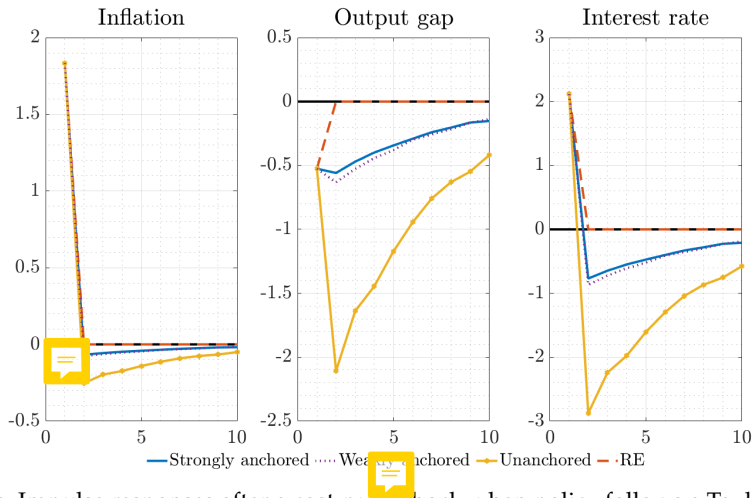 Inflation Output gap Interest rate
2 0.5 3
1.5 0 2
1 -0.5 1
0.5 -1 0
0 -1.5 -1
-2 -2
-0.5 -2.5 -3
0 5 10 0 5 10 0 5 10
Strongly anchored Unanchored RE